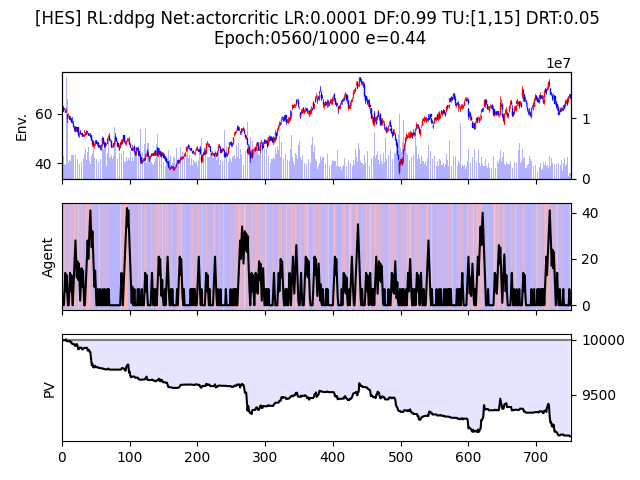 [HES] RL:ddpg Net:actorcritic LR:0.0001 DF:0.99 TU:[1,15] DRT:0.05
Epoch:0560/1000 e=0.44
1e7
Env.
60
40
1
0
Agent
40
20
0
PV
10000
9500
0 100 200 300 400 500 600 700